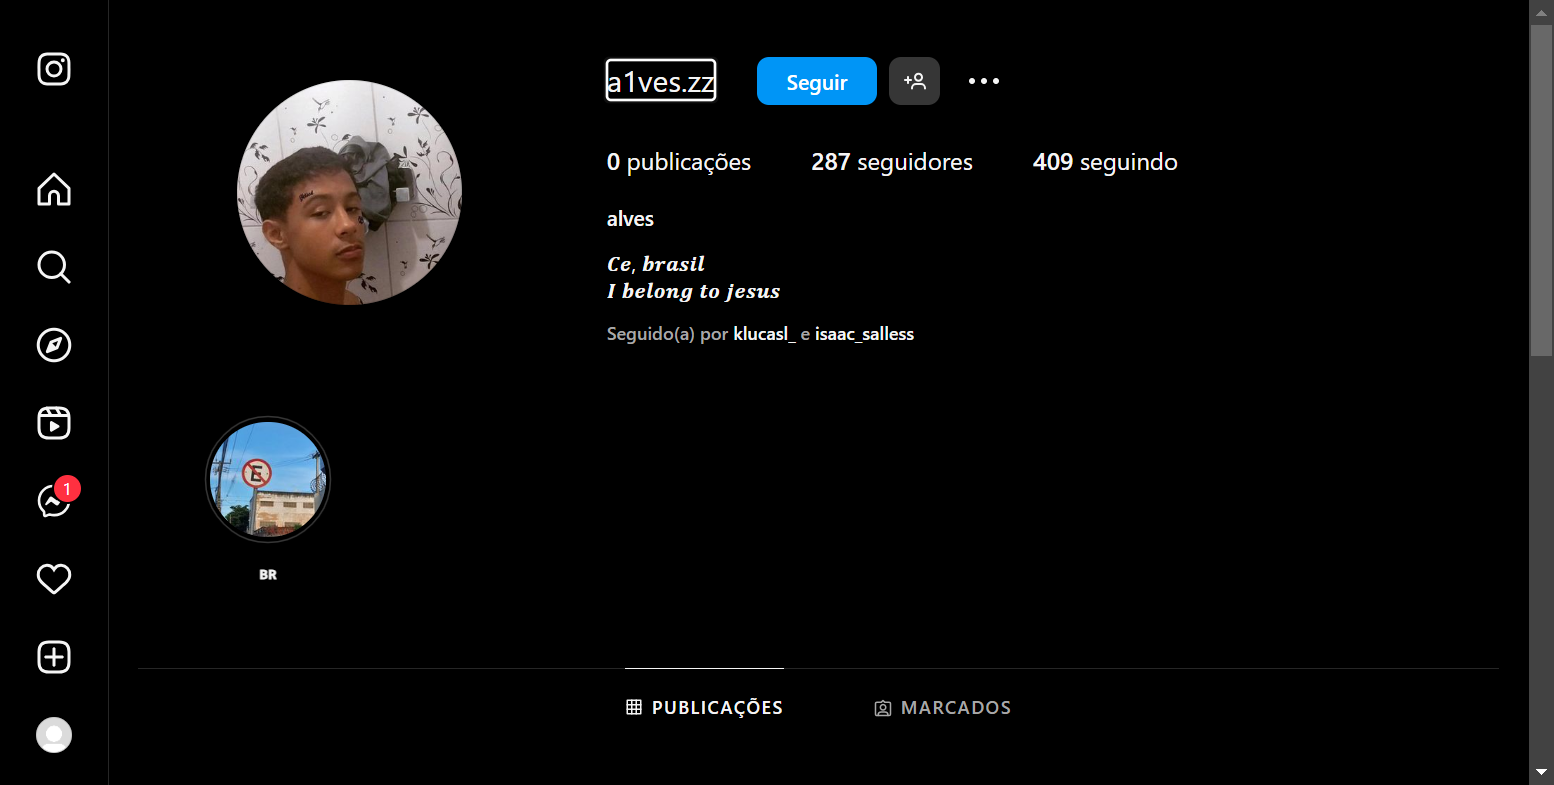 a1ves.zz
Seguir
0 publicações
287 seguidores
409 seguindo
alves
Ce, brasil
I belong to jesus
Seguido(a) por klucasl_ e isaac_salless
E
BR
1
PUBLICAÇÕES
MARCADOS